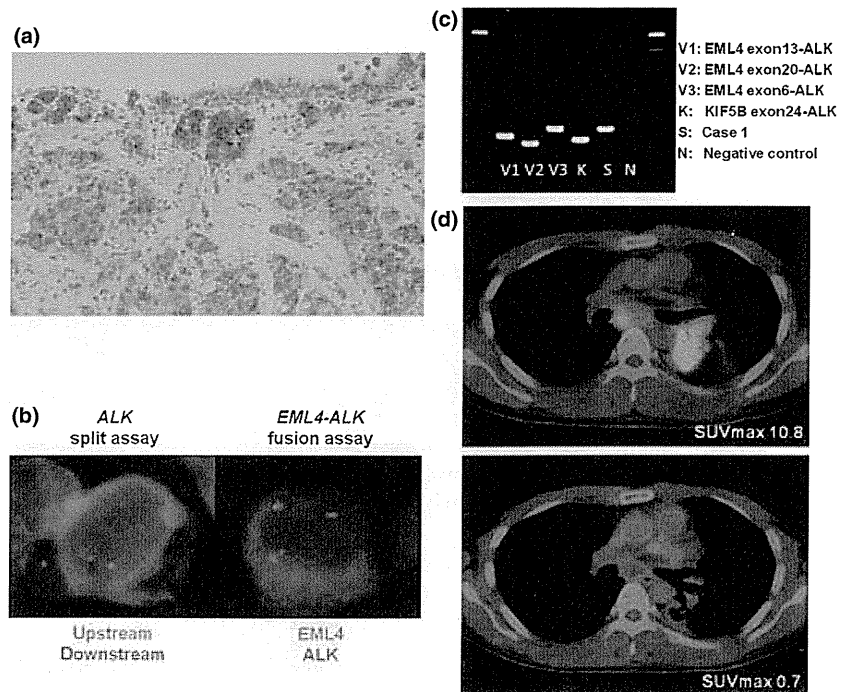 (a)
(b)
ALK
split assay
EML4-ALK
fusion assay
Upstream
Downstream
EML4
ALK
(c)
V1 V2 V3 K S N
V1: EML4 exon13-ALK
V2: EML4 exon20-ALK
V3: EML4 exon6-ALK
K: KIF5B exon24-ALK
S: Case 1
N: Negative control
(d)
SUVmax 10.8
SUVmax 0.7